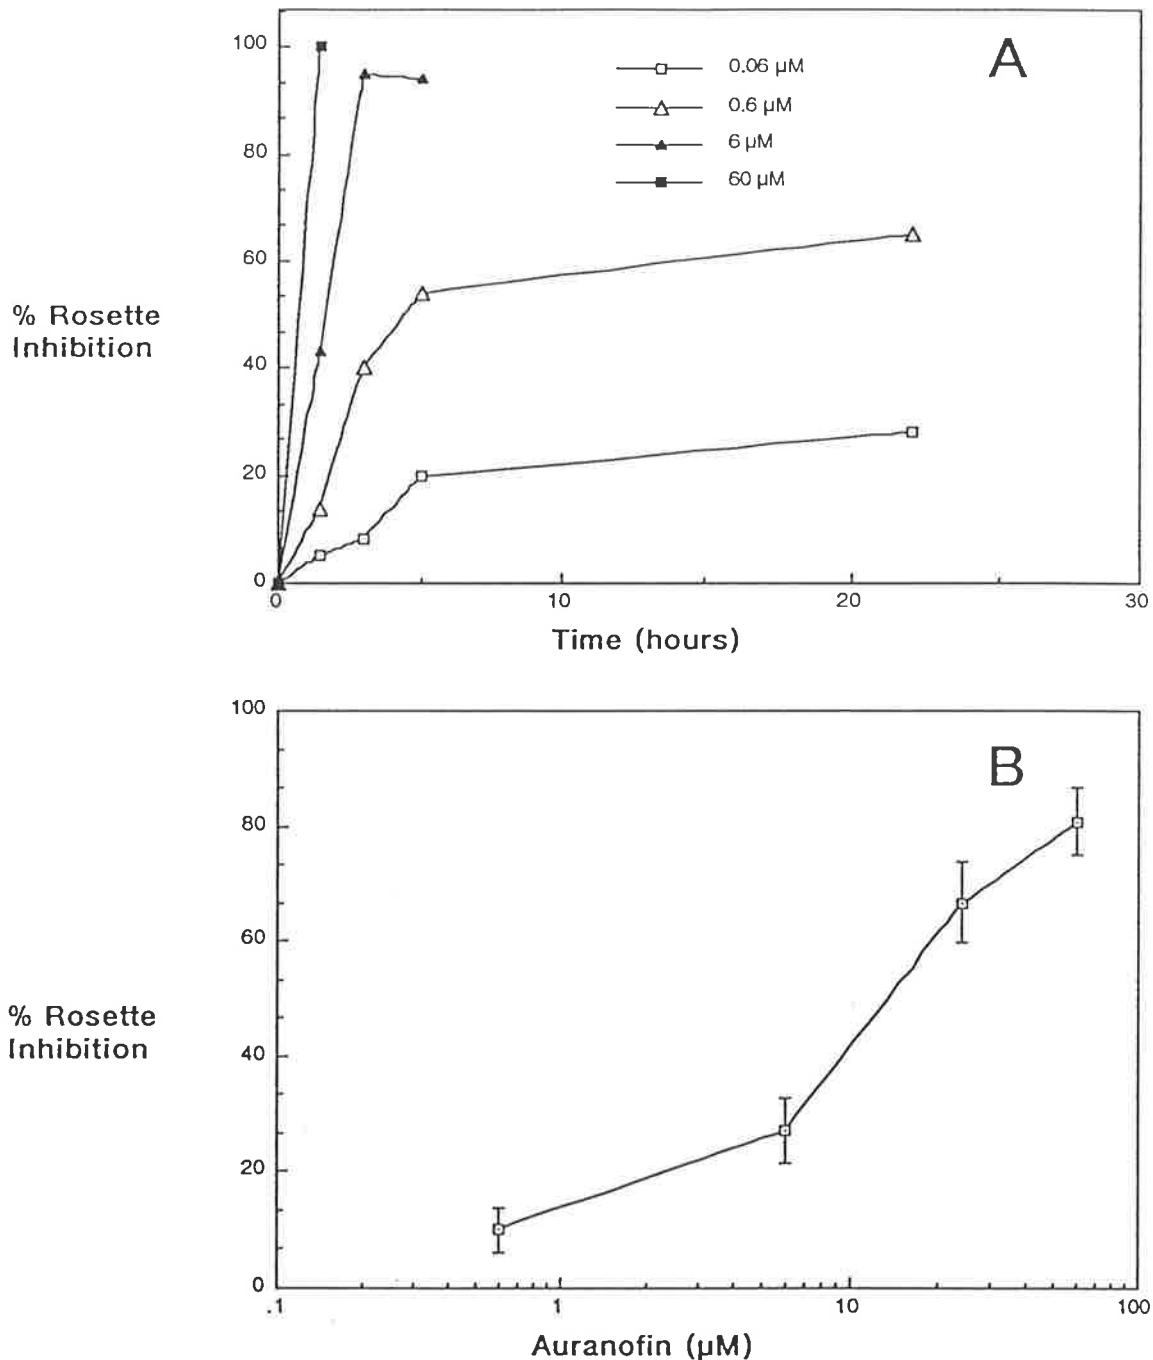 100
80
60
40
20
0
% Rosette
Inhibition
0.06 µM
0.6 µM
6 µM
60 µM
A
0 10 20 30
Time (hours)
100
80
60
40
20
0
% Rosette
Inhibition
B
.1 1 10 100
Auranofin (µM)